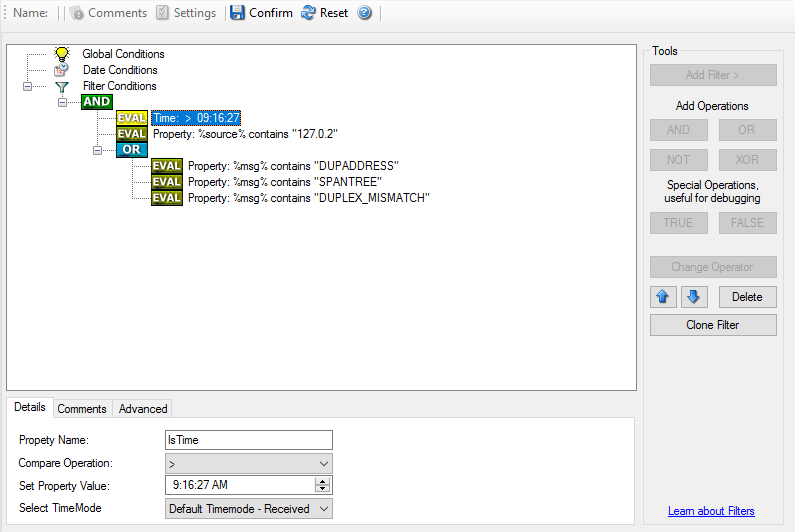 Name: Comments Settings Confirm Reset
Global Conditions
Date Conditions
Filter Conditions
AND
EVAL Time: > 09:16:27
EVAL Property: %source% contains "127.0.2"
OR
EVAL Property: %msg% contains "DUPADDRESS"
EVAL Property: %msg% contains "SPANTREE"
EVAL Property: %msg% contains "DUPLEX_MISMATCH"
Tools
Add Filter >
Add Operations
AND OR
NOT XOR
Special Operations,
useful for debugging
TRUE FALSE
Change Operator
Delete
Clone Filter
Learn about Filters
Details Comments Advanced
Propety Name: IsTime
Compare Operation: >
Set Property Value: 9:16:27 AM
Select TimeMode Default Timemode - Received